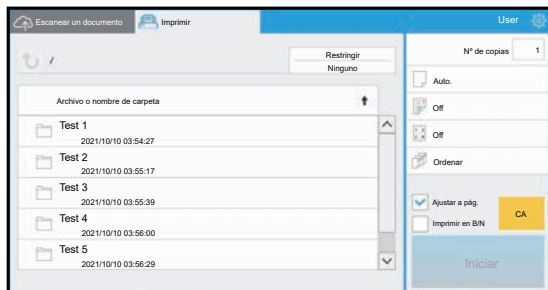 Escanear un documento
Imprimir
User
/
Restringir
Ninguno
Archivo o nombre de carpeta
Test 1
2021/10/10 03:54:27
Test 2
2021/10/10 03:55:17
Test 3
2021/10/10 03:55:39
Test 4
2021/10/10 03:56:00
Test 5
2021/10/10 03:56:29
Nº de copias 1
Auto.
Off
Off
Ordenar
Ajustar a pág.
Imprimir en B/N
CA
Iniciar